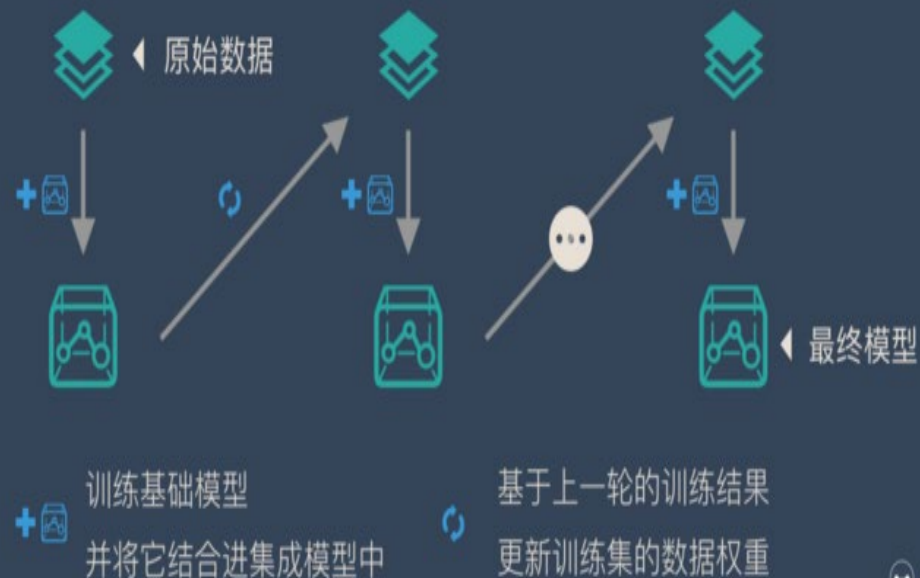 原始数据
最终模型
训练基础模型
并将它结合进集成模型中
基于上一轮的训练结果
更新训练集的数据权重